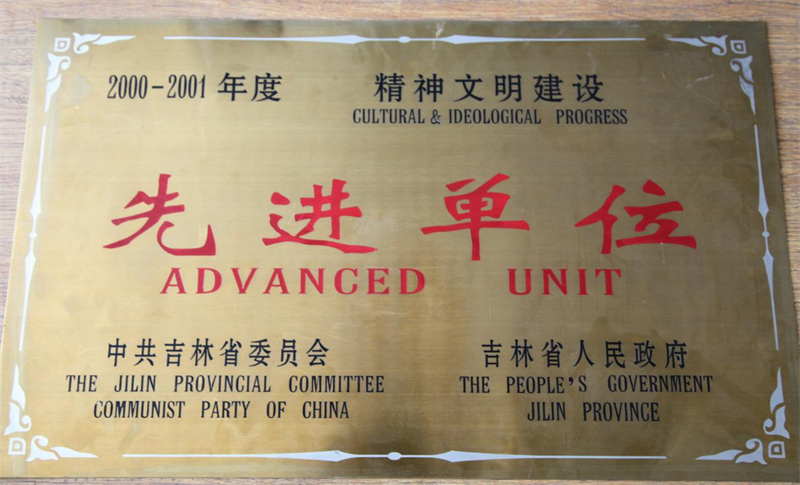 2000-2001年度 精神文明建设
CULTURAL & IDEOLOGICAL PROGRESS
先进单位
ADVANCED UNIT
中共吉林省委员会 吉林省人民政府
THE JILIN PROVINCIAL COMMITTEE THE PEOPLE'S GOVERNMENT
COMMUNIST PARTY OF CHINA JILIN PROVINCE